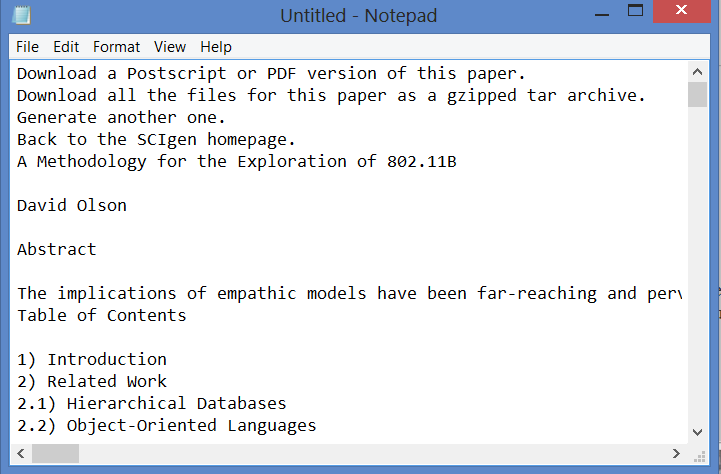 Untitled - Notepad
File Edit Format View Help
Download a Postscript or PDF version of this paper.
Download all the files for this paper as a gzipped tar archive.
Generate another one.
Back to the SCIgen homepage.
A Methodology for the Exploration of 802.11B
David Olson
Abstract
The implications of empathic models have been far-reaching and
Table of Contents
1) Introduction
2) Related Work
2.1) Hierarchical Databases
2.2) Object-Oriented Languages